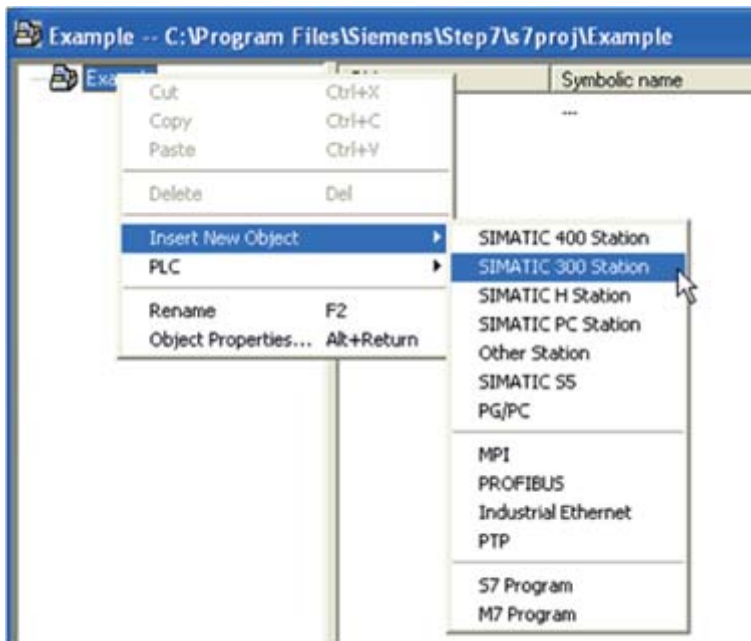 Example -- C:\Program Files\Siemens\Step7\s7proj\Example
Symbolic name
---
Cut Ctrl+X
Copy Ctrl+C
Paste Ctrl+V
Delete Del
Insert New Object
PLC
Rename F2
Object Properties... Alt+Return
SIMATIC 400 Station
SIMATIC 300 Station
SIMATIC H Station
SIMATIC PC Station
Other Station
SIMATIC S5
PG/PC
MPI
PROFIBUS
Industrial Ethernet
PTP
S7 Program
M7 Program